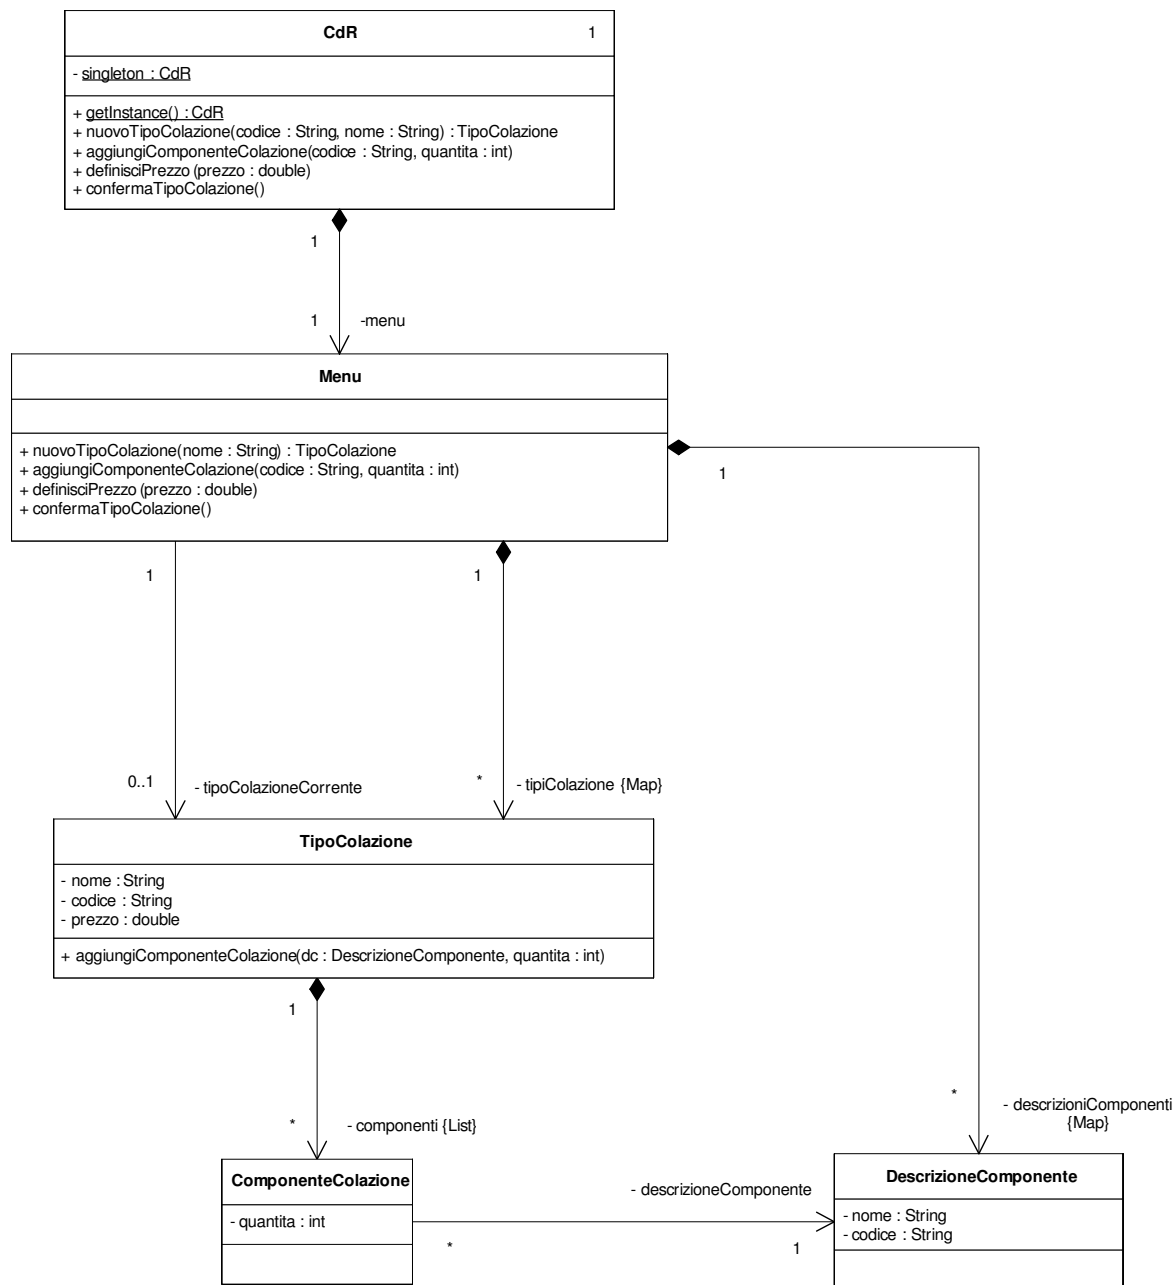 CdR 1
- singleton : CdR
+ getInstance() : CdR
+ nuovoTipoColazione(codice : String, nome : String) : TipoColazione
+ aggiungiComponenteColazione(codice : String, quantita : int)
+ definisciPrezzo (prezzo : double)
+ confermaTipoColazione()
1
1 -menu
Menu
+ nuovoTipoColazione(nome : String) : TipoColazione
+ aggiungiComponenteColazione(codice : String, quantita : int)
+ definisciPrezzo (prezzo : double)
+ confermaTipoColazione()
1
1 1
0..1 - tipoColazioneCorrente * - tipiColazione {Map}
TipoColazione
- nome : String
- codice : String
- prezzo : double
+ aggiungiComponenteColazione(dc : DescrizioneComponente, quantita : int)
1
* - descrizioniComponenti
{Map}
* - componenti {List}
ComponenteColazione
- quantita : int
- descrizioneComponente
* 1
DescrizioneComponente
- nome : String
- codice : String